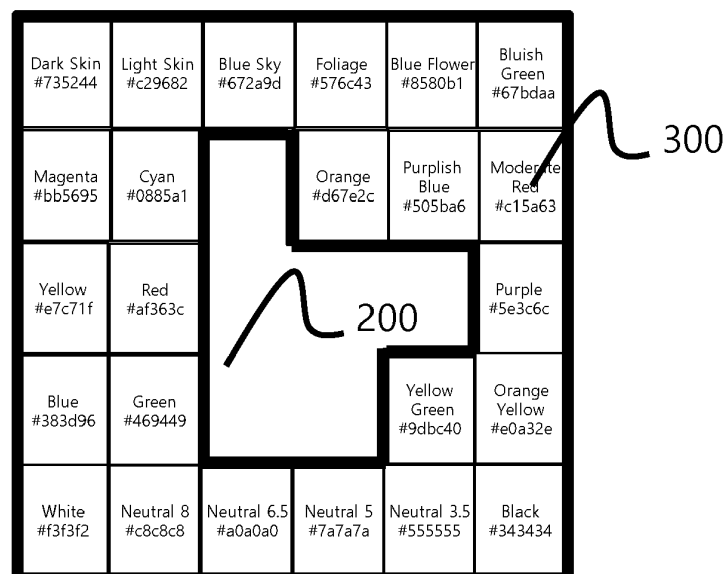 Dark Skin
#735244
Light Skin
#c29682
Blue Sky
#672a9d
Foliage
#576c43
Blue Flower
#8580b1
Bluish
Green
#67bdaa
300
Magenta
#bb5695
Cyan
#0885a1
Orange
#d67e2c
Purplish
Blue
#505ba6
Moderate
Red
#c15a63
Yellow
#e7c71f
Red
#af363c
200
Purple
#5e3c6c
Blue
#383d96
Green
#469449
Yellow
Green
#9dbc40
Orange
Yellow
#e0a32e
White
#f3f3f2
Neutral 8
#c8c8c8
Neutral 6.5
#a0a0a0
Neutral 5
#7a7a7a
Neutral 3.5
#555555
Black
#343434